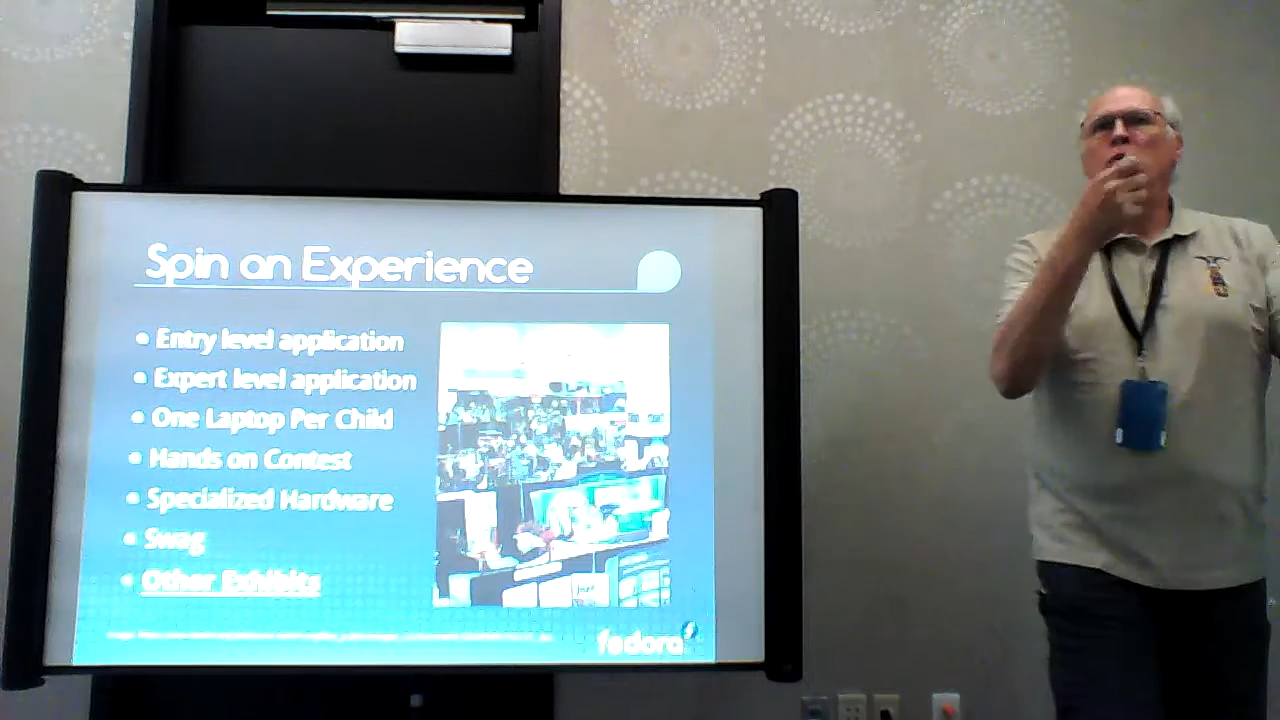 Spin an Experience
• Entry level application
• Expert level application
• One Laptop Per Child
• Hands on Contest
• Specialized Hardware
• Swag
• Other Exhibits
fedora